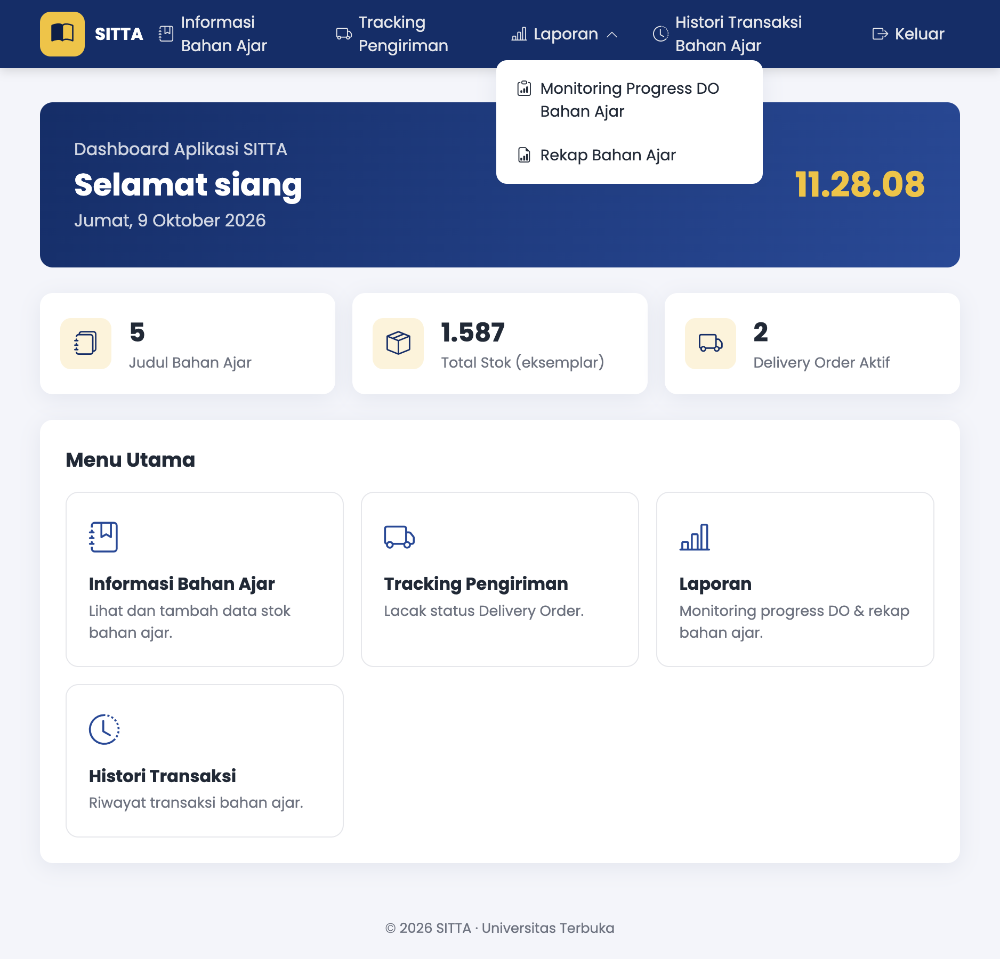 SITTA
Informasi
Bahan Ajar
Tracking
Pengiriman
Laporan
Histori Transaksi
Bahan Ajar
Keluar
Monitoring Progress DO
Bahan Ajar
Rekap Bahan Ajar
Dashboard Aplikasi SITTA
Selamat siang
Jumat, 9 Oktober 2026
11.28.08
5
Judul Bahan Ajar
1.587
Total Stok (eksemplar)
2
Delivery Order Aktif
Menu Utama
Informasi Bahan Ajar
Lihat dan tambah data stok
bahan ajar.
Tracking Pengiriman
Lacak status Delivery Order.
Laporan
Monitoring progress DO & rekap
bahan ajar.
Histori Transaksi
Riwayat transaksi bahan ajar.
© 2026 SITTA · Universitas Terbuka